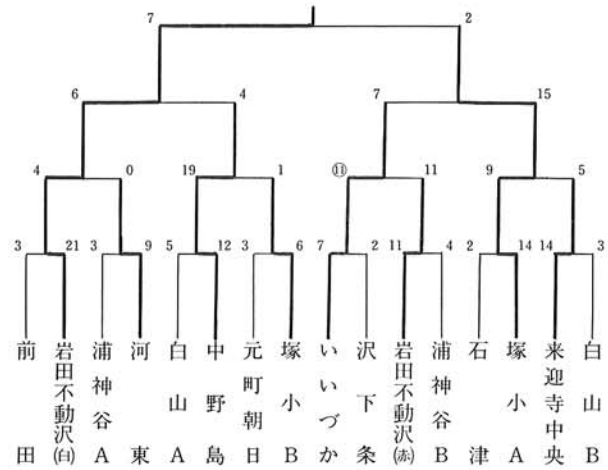 7 2
6 4 7 15
4 0 19 1 ⑪ 11 9 5
3 21 3 9 5 12 3 6 7 2 11 4 2 14 14 3
前田
岩田不動沢(白)
浦神谷A
河東
白山A
中野島
元町朝日
塚小B
いいづか
沢下条
岩田不動沢(赤)
浦神谷B
石津
塚小A
来迎寺中央
白山B